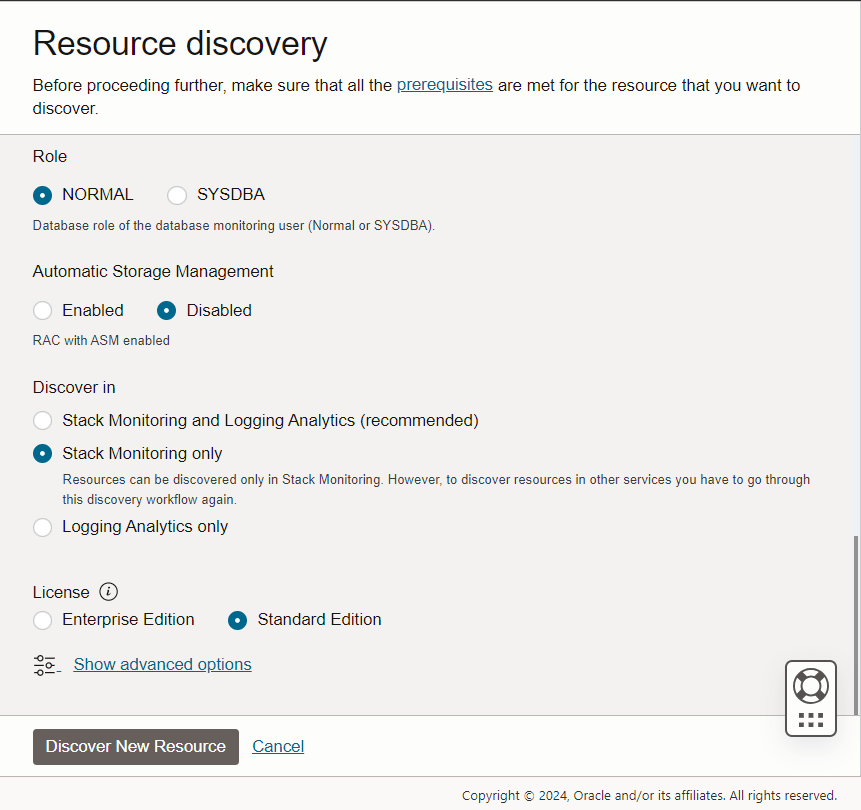 Resource discovery
Before proceeding further, make sure that all the prerequisites are met for the resource that you want to
discover.
Role
NORMAL SYSDBA
Database role of the database monitoring user (Normal or SYSDBA).
Automatic Storage Management
Enabled Disabled
RAC with ASM enabled
Discover in
Stack Monitoring and Logging Analytics (recommended)
Stack Monitoring only
Resources can be discovered only in Stack Monitoring. However, to discover resources in other services you have to go through
this discovery workflow again.
Logging Analytics only
License i
Enterprise Edition Standard Edition
Show advanced options
Discover New Resource Cancel
Copyright © 2024, Oracle and/or its affiliates. All rights reserved.